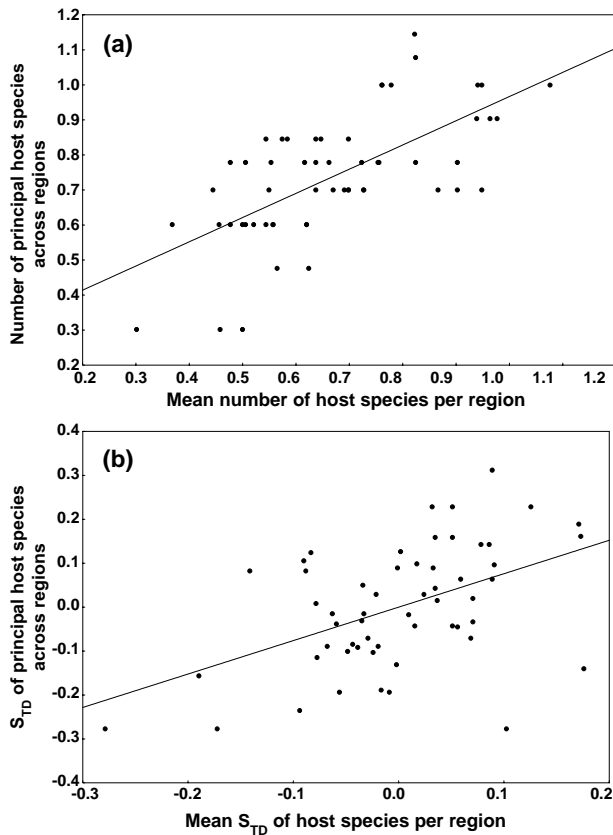 (a)
Number of principal host species
across regions
1.2
1.1
1.0
0.9
0.8
0.7
0.6
0.5
0.4
0.3
0.2
0.2 0.3 0.4 0.5 0.6 0.7 0.8 0.9 1.0 1.1 1.2
Mean number of host species per region
(b)
S_TD of principal host species
across regions
0.4
0.3
0.2
0.1
0.0
-0.1
-0.2
-0.3
-0.4
-0.3 -0.2 -0.1 0.0 0.1 0.2
Mean S_TD of host species per region